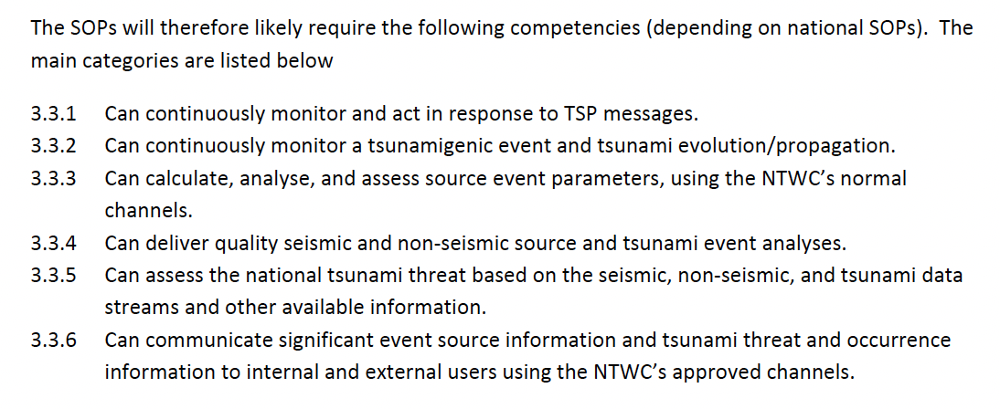 The SOPs will therefore likely require the following competencies (depending on national SOPs).  The
main categories are listed below
3.3.1 Can continuously monitor and act in response to TSP messages.
3.3.2 Can continuously monitor a tsunamigenic event and tsunami evolution/propagation.
3.3.3 Can calculate, analyse, and assess source event parameters, using the NTWC’s normal
channels.
3.3.4 Can deliver quality seismic and non-seismic source and tsunami event analyses.
3.3.5 Can assess the national tsunami threat based on the seismic, non-seismic, and tsunami data
streams and other available information.
3.3.6 Can communicate significant event source information and tsunami threat and occurrence
information to internal and external users using the NTWC’s approved channels.